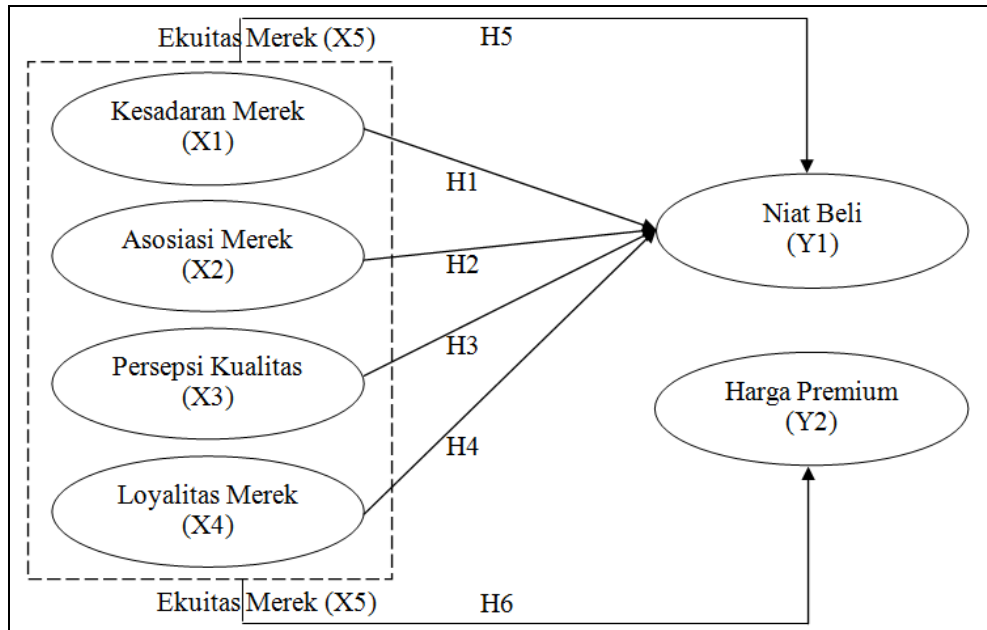 Ekuitas Merek (X5)
H5
Kesadaran Merek
(X1)
H1
Asosiasi Merek
(X2)
H2
Niat Beli
(Y1)
Persepsi Kualitas
(X3)
H3
Harga Premium
(Y2)
Loyalitas Merek
(X4)
H4
Ekuitas Merek (X5)
H6